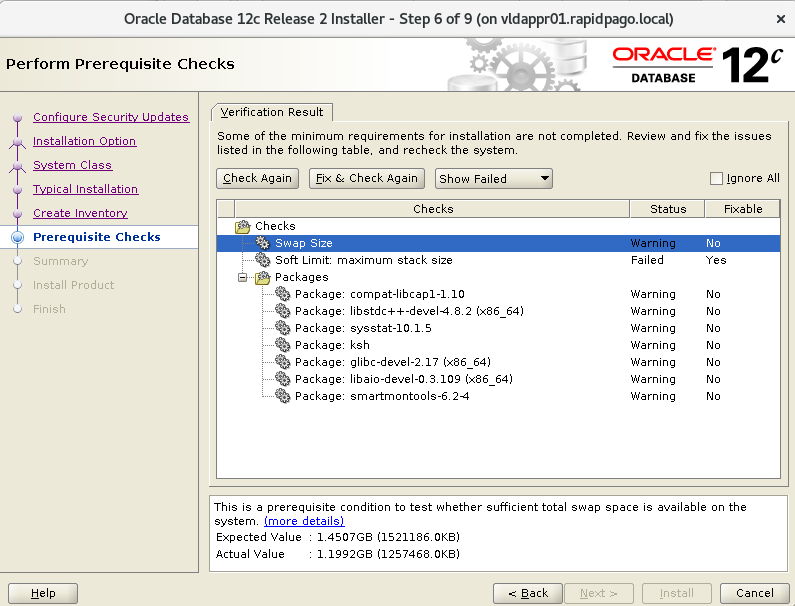 Oracle Database 12c Release 2 Installer - Step 6 of 9 (on vldappr01.rapidpago.local) ×
Perform Prerequisite Checks
ORACLE® DATABASE 12c
Configure Security Updates
Installation Option
System Class
Typical Installation
Create Inventory
Prerequisite Checks
Summary
Install Product
Finish
Verification Result
Some of the minimum requirements for installation are not completed. Review and fix the issues
listed in the following table, and recheck the system.
Check Again Fix & Check Again Show Failed Ignore All
Checks Status Fixable
Checks
Swap Size Warning No
Soft Limit: maximum stack size Failed Yes
Packages
Package: compat-libcap1-1.10 Warning No
Package: libstdc++-devel-4.8.2 (x86_64) Warning No
Package: sysstat-10.1.5 Warning No
Package: ksh Warning No
Package: glibc-devel-2.17 (x86_64) Warning No
Package: libaio-devel-0.3.109 (x86_64) Warning No
Package: smartmontools-6.2-4 Warning No
This is a prerequisite condition to test whether sufficient total swap space is available on the
system. (more details)
Expected Value : 1.4507GB (1521186.0KB)
Actual Value : 1.1992GB (1257468.0KB)
Help < Back Next > Install Cancel